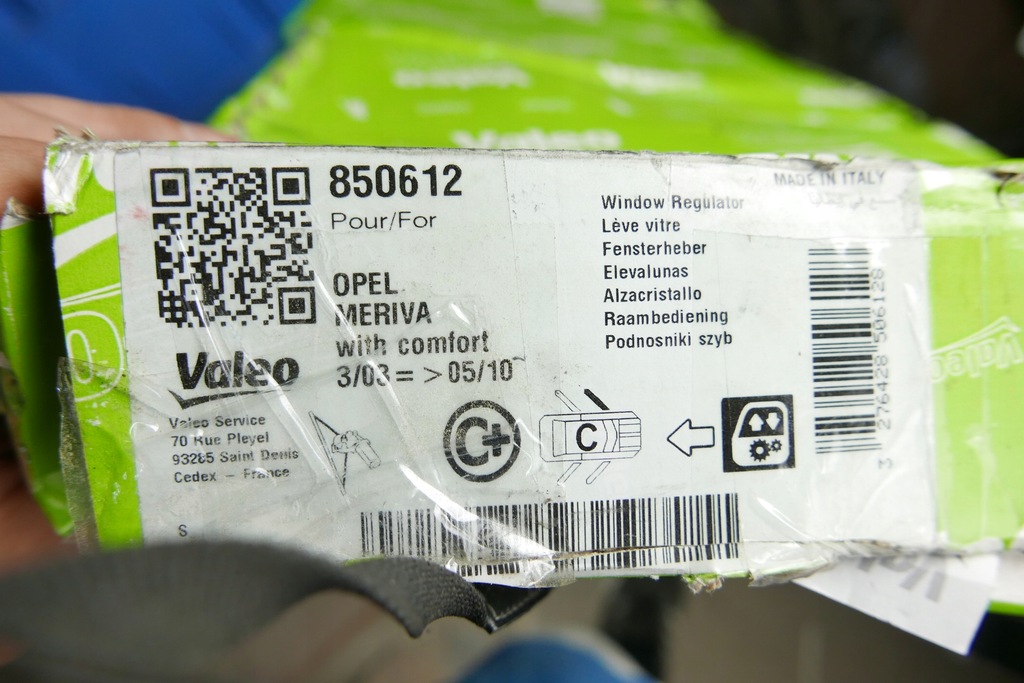 Valeo
850612
Pour/For
OPEL
MERIVA
with comfort
3/03 = > 05/10
Valeo
Valeo Service
70 Rue Pleyel
93285 Saint Denis
Cedex – France
S
C+
C
Window Regulator
Lève vitre
Fensterheber
Elevalunas
Alzacristallo
Raambediening
Podnosniki szyb
MADE IN ITALY
3 276428 506128
Valeo